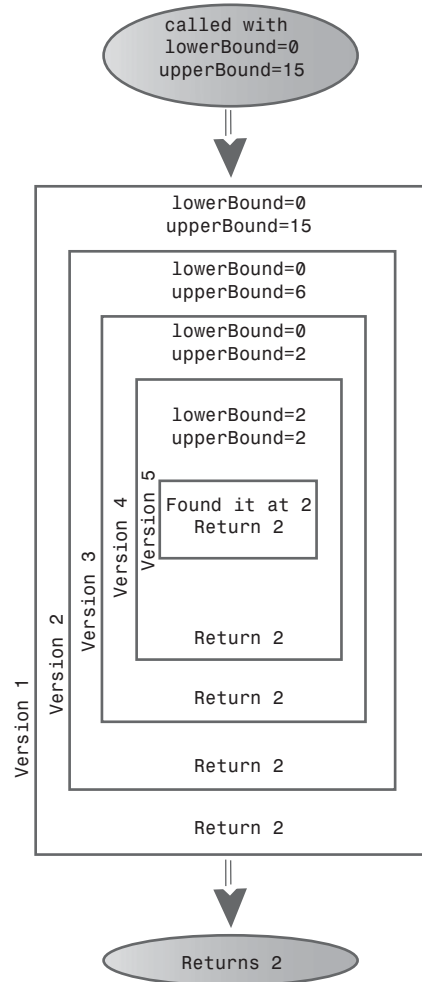 called with
lowerBound=0
upperBound=15
lowerBound=0
upperBound=15
lowerBound=0
upperBound=6
lowerBound=0
upperBound=2
lowerBound=2
upperBound=2
Found it at 2
Return 2
Return 2
Return 2
Return 2
Return 2
Version 1
Version 2
Version 3
Version 4
Version 5
Returns 2